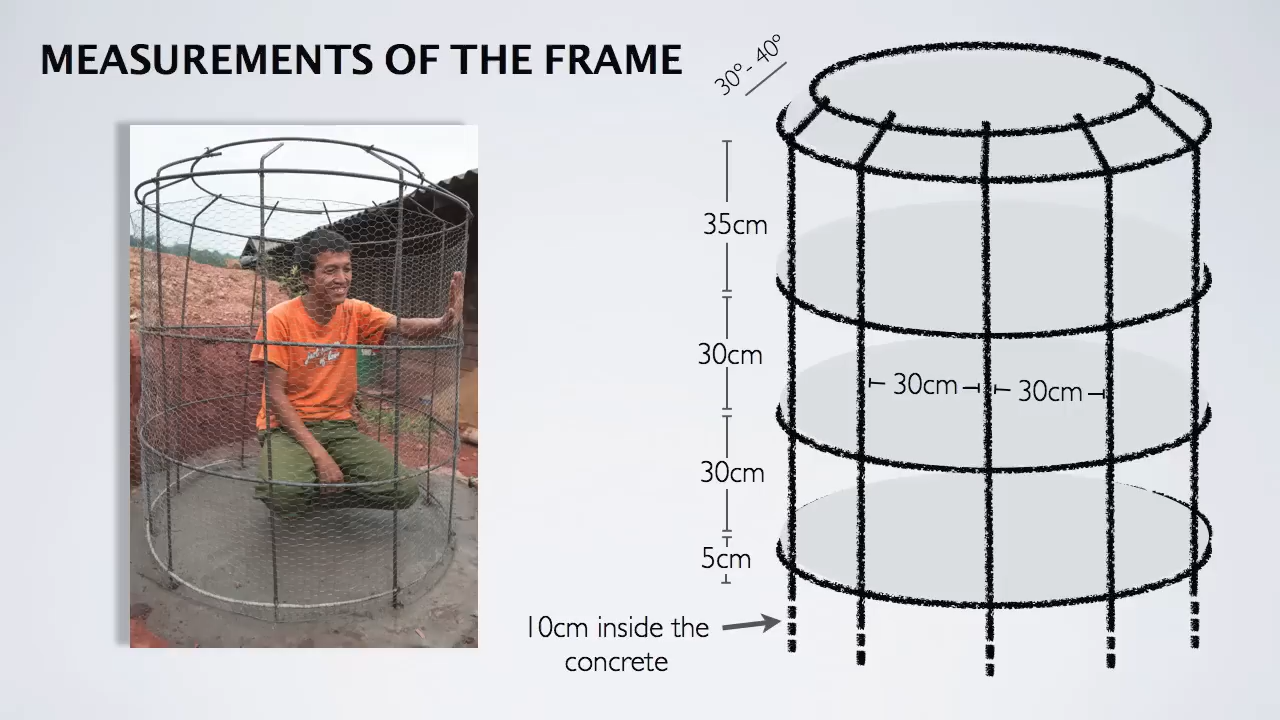 MEASUREMENTS OF THE FRAME
30° - 40°
35cm
30cm
30cm 30cm
30cm
5cm
10cm inside the
concrete